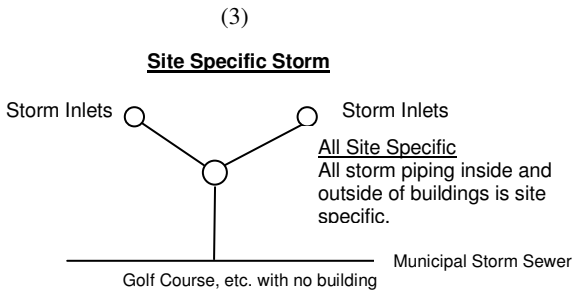 (3)
Site Specific Storm
Storm Inlets
Storm Inlets
All Site Specific
All storm piping inside and
outside of buildings is site
specific.
Municipal Storm Sewer
Golf Course, etc. with no building